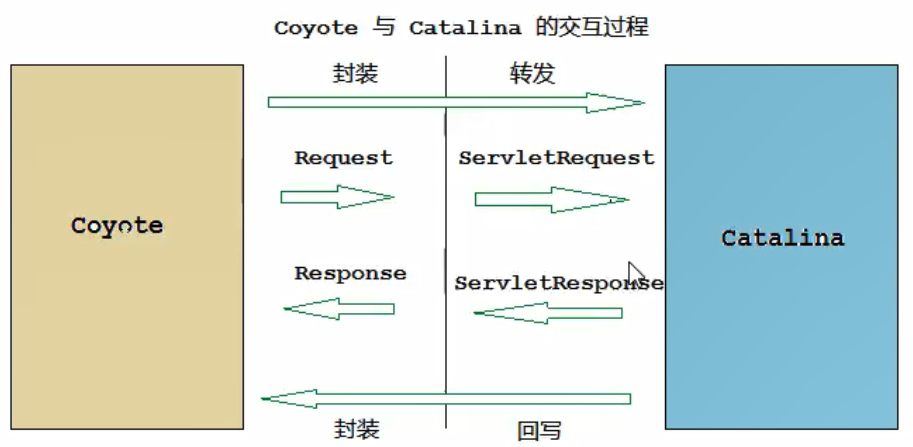 Coyote 与 Catalina 的交互过程
封装 转发
Request ServletRequest
Coyote
Catalina
Response ServletResponse
封装 回写